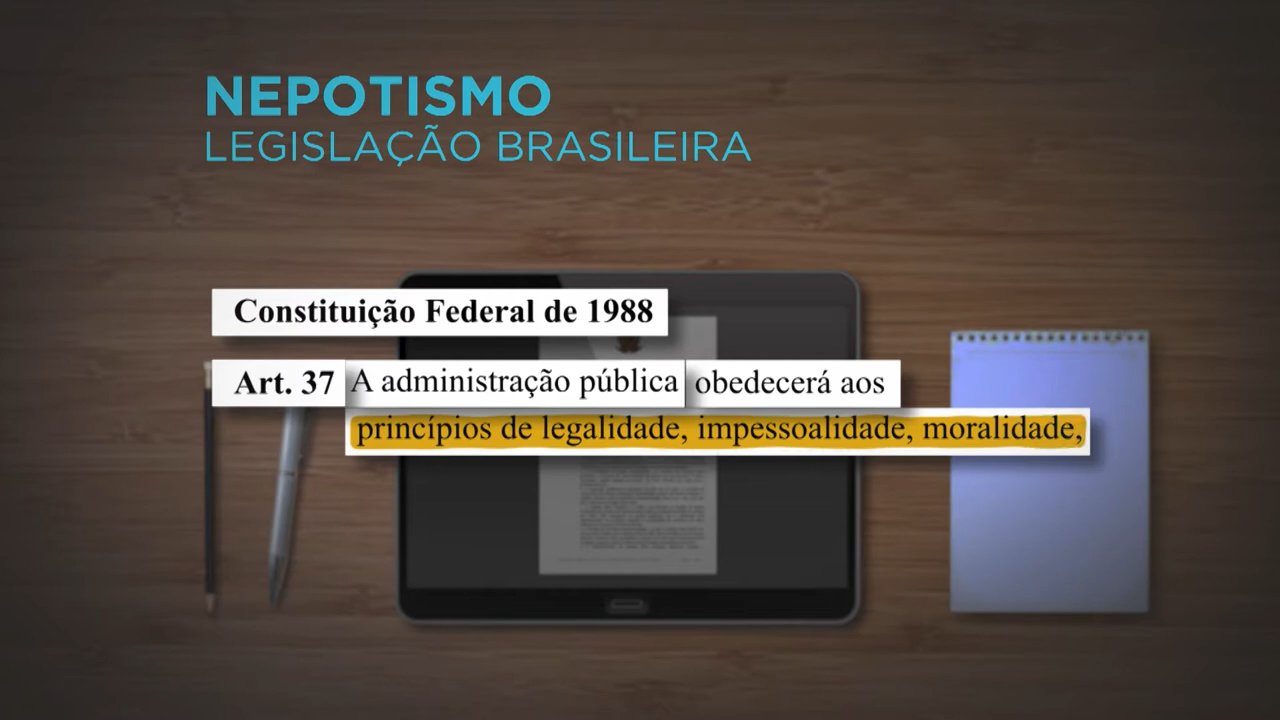 NEPOTISMO
LEGISLAÇÃO BRASILEIRA
Constituição Federal de 1988
Art. 37 A administração pública obedecerá aos
princípios de legalidade, impessoalidade, moralidade,